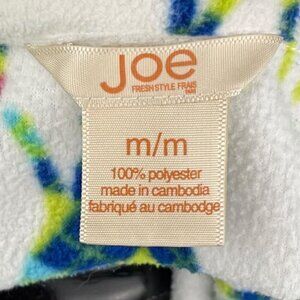 joe
FRESH STYLE FRAIS
m/m
100% polyester
made in cambodia
fabriqué au cambodge